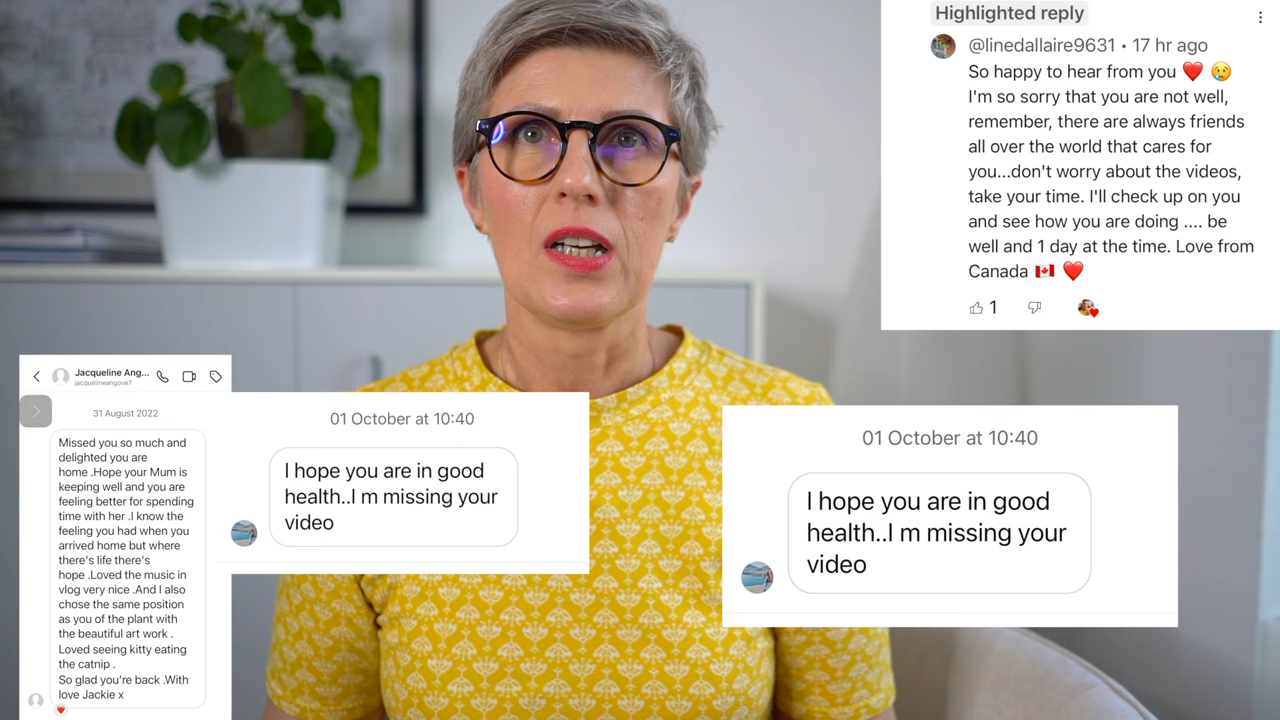 Highlighted reply
@linedallaire9631 • 17 hr ago
So happy to hear from you ❤️ 😢
I'm so sorry that you are not well,
remember, there are always friends
all over the world that cares for
you...don't worry about the videos,
take your time. I'll check up on you
and see how you are doing .... be
well and 1 day at the time. Love from
Canada 🇨🇦 ❤️
1
Jacqueline Ang...
jacquelineangove7
31 August 2022
Missed you so much and
delighted you are
home .Hope your Mum is
keeping well and you are
feeling better for spending
time with her .I know the
feeling you had when you
arrived home but where
there's life there's
hope .Loved the music in
vlog very nice .And I also
chose the same position
as you of the plant with
the beautiful art work .
Loved seeing kitty eating
the catnip .
So glad you're back .With
love Jackie x
01 October at 10:40
I hope you are in good
health..I m missing your
video
01 October at 10:40
I hope you are in good
health..I m missing your
video